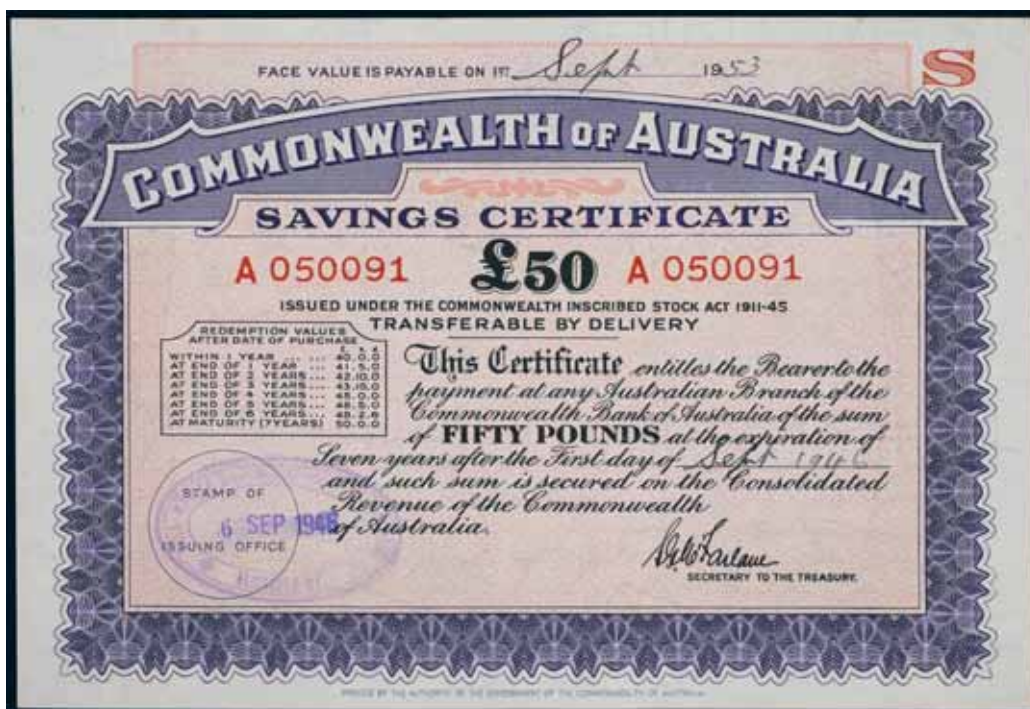 FACE VALUE IS PAYABLE ON 1ST Sept 1953
S
COMMONWEALTH OF AUSTRALIA
SAVINGS CERTIFICATE
A 050091 £50 A 050091
ISSUED UNDER THE COMMONWEALTH INSCRIBED STOCK ACT 1911-45
TRANSFERABLE BY DELIVERY
REDEMPTION VALUES
AFTER DATE OF PURCHASE
£ s d
WITHIN 1 YEAR ... ... 40.0.0
AT END OF 1 YEAR ... 41.5.0
AT END OF 2 YEARS... 42.10.0
AT END OF 3 YEARS... 43.15.0
AT END OF 4 YEARS... 45.0.0
AT END OF 5 YEARS... 46.5.0
AT END OF 6 YEARS... 48.2.6
AT MATURITY (7 YEARS) 50.0.0
This Certificate entitles the Bearer to the
payment at any Australian Branch of the
Commonwealth Bank of Australia of the sum
of FIFTY POUNDS at the expiration of
Seven years after the First day of Sept 1946
and such sum is secured on the Consolidated
Revenue of the Commonwealth
of Australia.
STAMP OF
6 SEP 1946
ISSUING OFFICE
SECRETARY TO THE TREASURY.